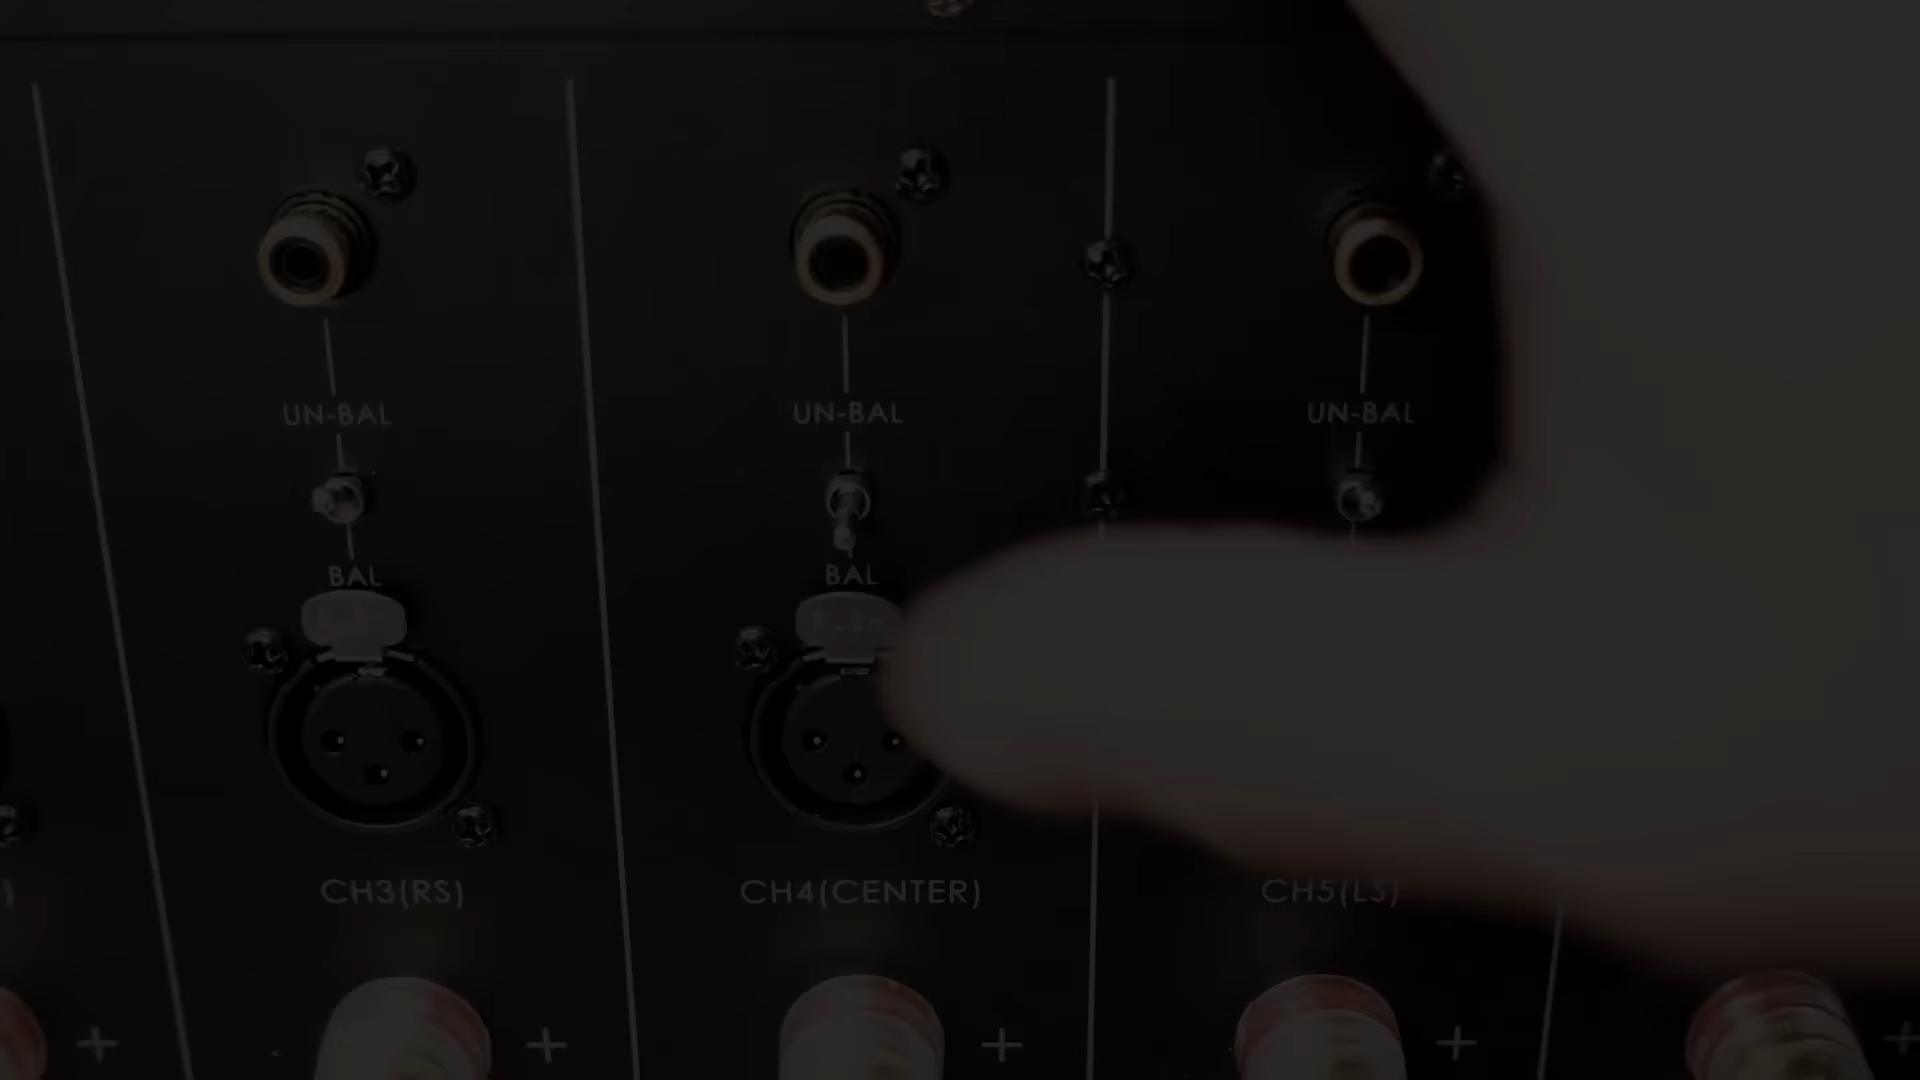 UN-BAL UN-BAL UN-BAL
BAL BAL
CH3(RS) CH4(CENTER) CH5(LS)
+ + + +